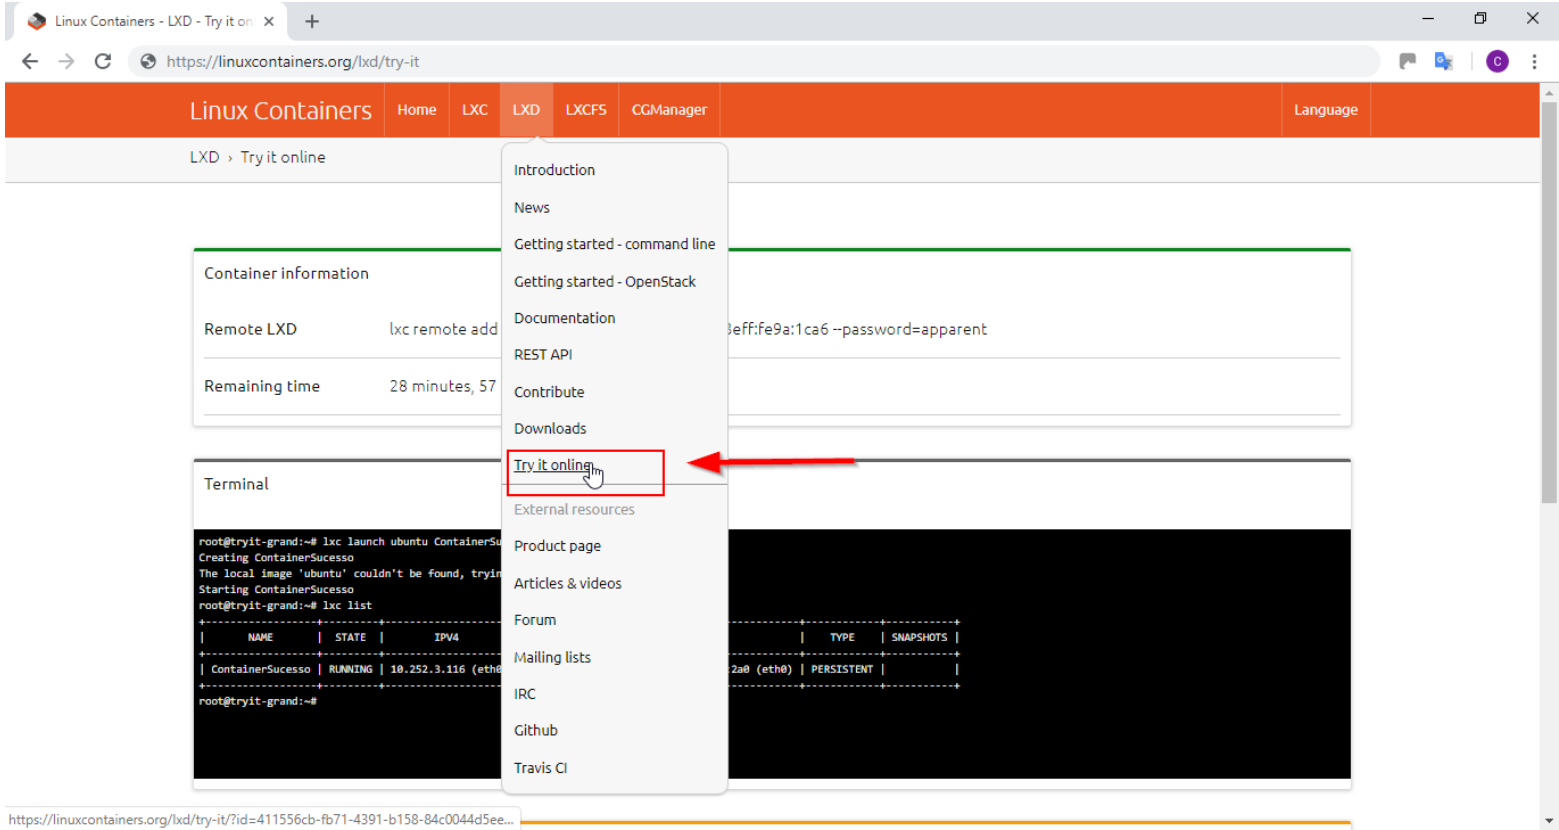 Linux Containers - LXD - Try it on
https://linuxcontainers.org/lxd/try-it
C
Linux Containers Home LXC LXD LXCFS CGManager Language
LXD › Try it online
Introduction
News
Getting started - command line
Getting started - OpenStack
Documentation
REST API
Contribute
Downloads
Try it online
External resources
Product page
Articles & videos
Forum
Mailing lists
IRC
Github
Travis CI
Container information
Remote LXD lxc remote add eff:fe9a:1ca6 --password=apparent
Remaining time 28 minutes, 57
Terminal
root@tryit-grand:~# lxc launch ubuntu ContainerSu
Creating ContainerSucesso
The local image 'ubuntu' couldn't be found, tryin
Starting ContainerSucesso
root@tryit-grand:~# lxc list
| NAME | STATE | IPV4 | TYPE | SNAPSHOTS |
| ContainerSucesso | RUNNING | 10.252.3.116 (eth0 2a0 (eth0) | PERSISTENT | |
root@tryit-grand:~#
https://linuxcontainers.org/lxd/try-it/?id=411556cb-fb71-4391-b158-84c0044d5ee...